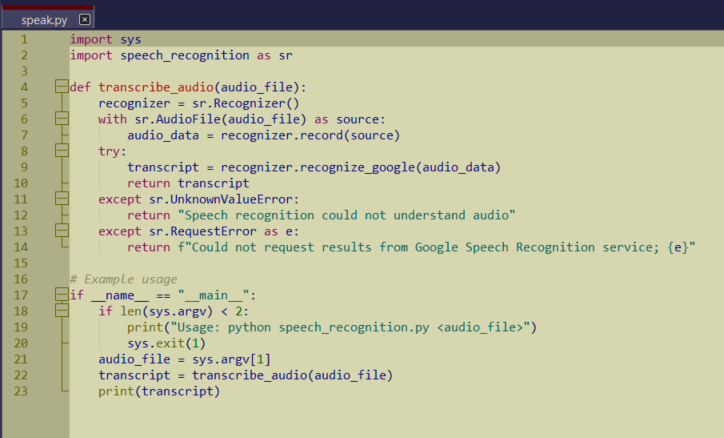 speak.py
1 import sys
2 import speech_recognition as sr
3
4 def transcribe_audio(audio_file):
5     recognizer = sr.Recognizer()
6     with sr.AudioFile(audio_file) as source:
7         audio_data = recognizer.record(source)
8     try:
9         transcript = recognizer.recognize_google(audio_data)
10         return transcript
11     except sr.UnknownValueError:
12         return "Speech recognition could not understand audio"
13     except sr.RequestError as e:
14         return f"Could not request results from Google Speech Recognition service; {e}"
15
16 # Example usage
17 if __name__ == "__main__":
18     if len(sys.argv) < 2:
19         print("Usage: python speech_recognition.py <audio_file>")
20         sys.exit(1)
21     audio_file = sys.argv[1]
22     transcript = transcribe_audio(audio_file)
23     print(transcript)